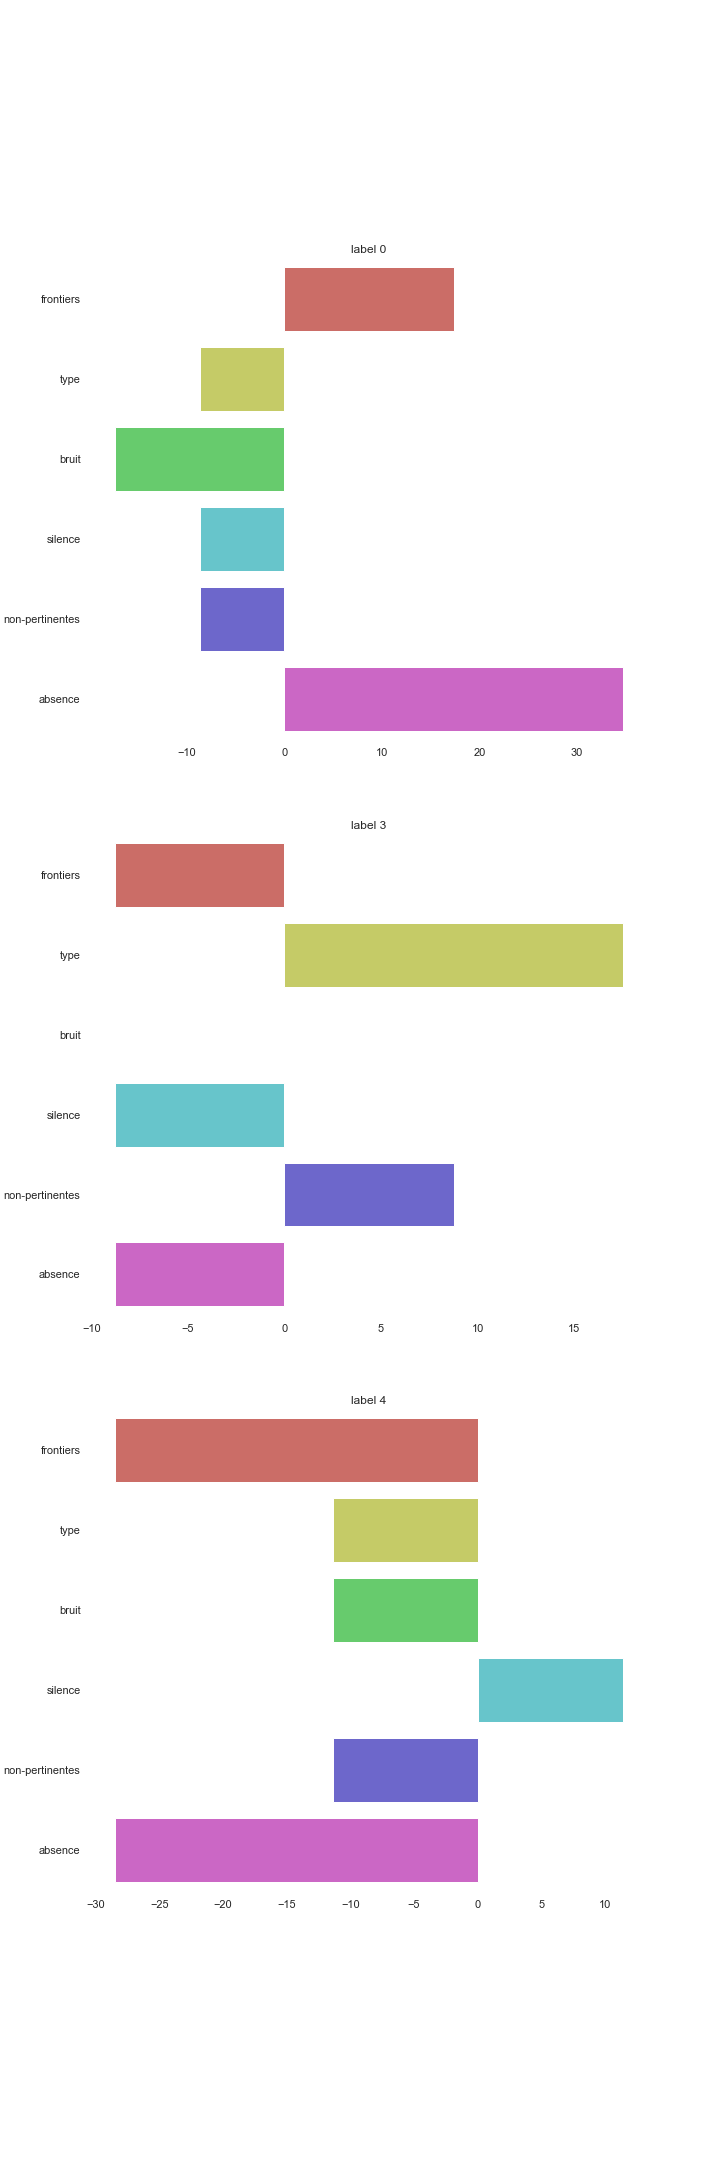 label 0
frontiers
type
bruit
silence
non-pertinentes
absence
−10 0 10 20 30
label 3
frontiers
type
bruit
silence
non-pertinentes
absence
−10 −5 0 5 10 15
label 4
frontiers
type
bruit
silence
non-pertinentes
absence
−30 −25 −20 −15 −10 −5 0 5 10